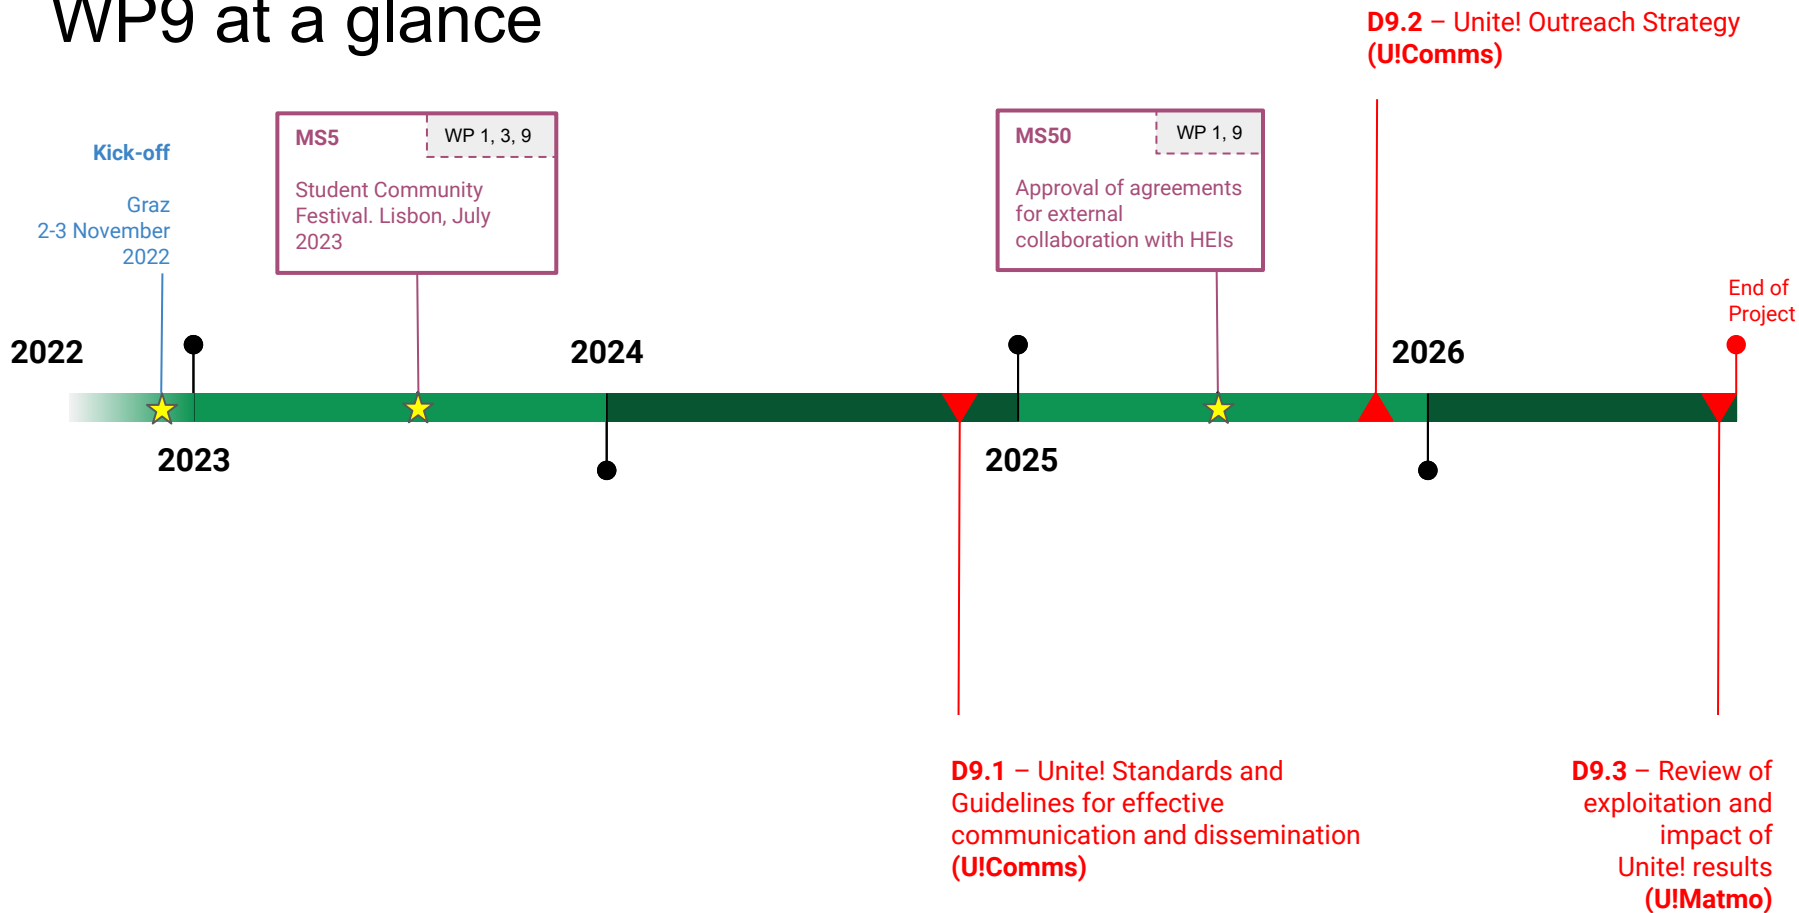 WP9 at a glance
D9.2 – Unite! Outreach Strategy
(U!Comms)
Kick-off
Graz
2-3 November
2022
MS5
WP 1, 3, 9
Student Community
Festival. Lisbon, July
2023
MS50
WP 1, 9
Approval of agreements
for external
collaboration with HEIs
End of
Project
2022
2024
2026
2023
2025
D9.1 – Unite! Standards and
Guidelines for effective
communication and dissemination
(U!Comms)
D9.3 – Review of
exploitation and
impact of
Unite! results
(U!Matmo)